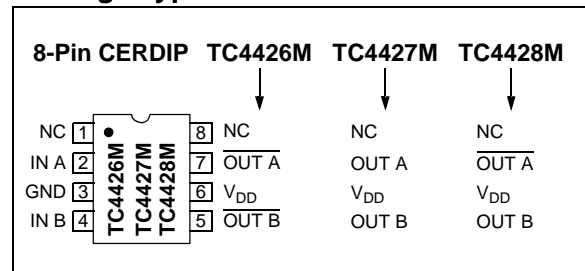 8-Pin CERDIP TC4426M TC4427M TC4428M
NC 1 8 NC NC NC
IN A 2 7 OUT A OUT A OUT A
GND 3 6 VDD VDD VDD
IN B 4 5 OUT B OUT B OUT B
TC4426M
TC4427M
TC4428M